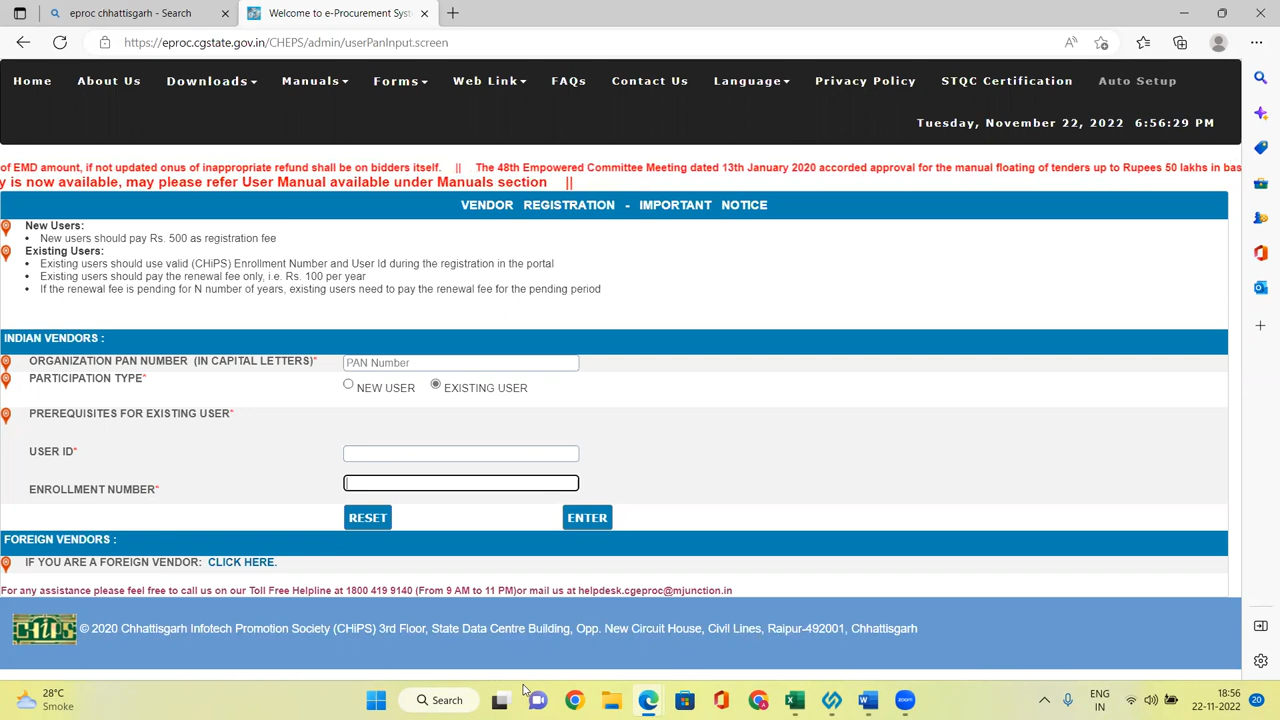 eproc chhattisgarh - Search
Welcome to e-Procurement Syst
https://eproc.cgstate.gov.in/CHEPS/admin/userPanInput.screen
Home About Us Downloads Manuals Forms Web Link FAQs Contact Us Language Privacy Policy STQC Certification Auto Setup
Tuesday, November 22, 2022 6:56:29 PM
of EMD amount, if not updated onus of inappropriate refund shall be on bidders itself. || The 48th Empowered Committee Meeting dated 13th January 2020 accorded approval for the manual floating of tenders up to Rupees 50 lakhs in bas
y is now available, may please refer User Manual available under Manuals section ||
VENDOR REGISTRATION - IMPORTANT NOTICE
New Users:
• New users should pay Rs. 500 as registration fee
Existing Users:
• Existing users should use valid (CHiPS) Enrollment Number and User Id during the registration in the portal
• Existing users should pay the renewal fee only, i.e. Rs. 100 per year
• If the renewal fee is pending for N number of years, existing users need to pay the renewal fee for the pending period
INDIAN VENDORS :
ORGANIZATION PAN NUMBER (IN CAPITAL LETTERS)* PAN Number
PARTICIPATION TYPE* NEW USER EXISTING USER
PREREQUISITES FOR EXISTING USER*
USER ID*
ENROLLMENT NUMBER*
RESET ENTER
FOREIGN VENDORS :
IF YOU ARE A FOREIGN VENDOR: CLICK HERE.
For any assistance please feel free to call us on our Toll Free Helpline at 1800 419 9140 (From 9 AM to 11 PM)or mail us at helpdesk.cgeproc@mjunction.in
CHiPS © 2020 Chhattisgarh Infotech Promotion Society (CHiPS) 3rd Floor, State Data Centre Building, Opp. New Circuit House, Civil Lines, Raipur-492001, Chhattisgarh
28°C
Smoke
Search
ENG
IN
18:56
22-11-2022
20